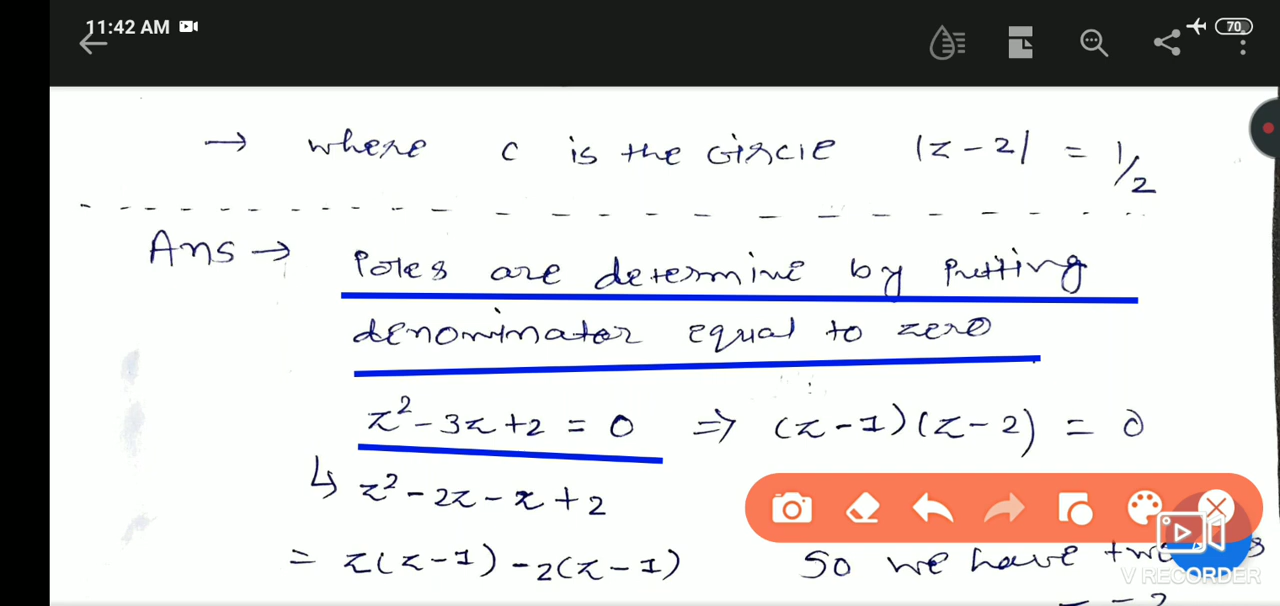 11:42 AM
70
→ where c is the circle |z-2| = 1/2
Ans → Poles are determine by putting
denominator equal to zero
z²-3z+2 = 0 ⇒ (z-1)(z-2) = 0
↳ z²-2z-z+2
= z(z-1)-2(z-1) So we have
V RECORDER